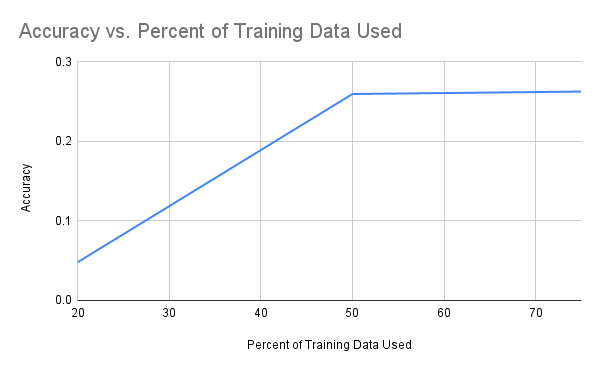 Accuracy vs. Percent of Training Data Used
0.3
0.2
0.1
0.0
Accuracy
20 30 40 50 60 70
Percent of Training Data Used